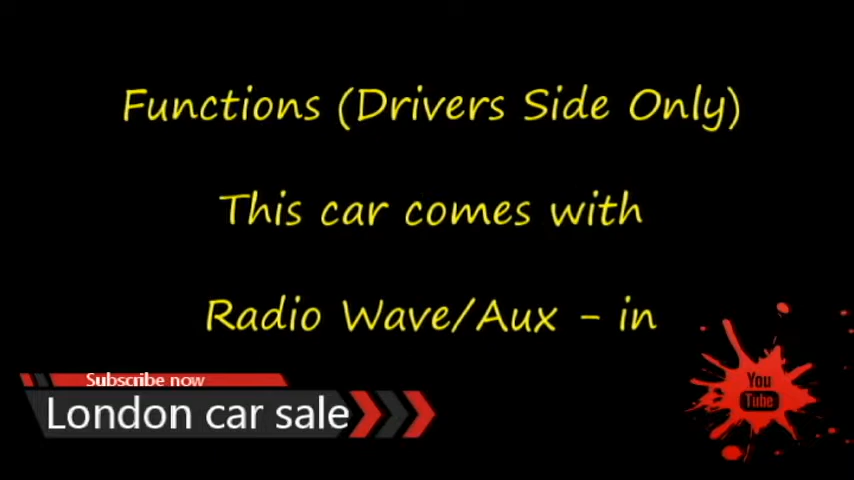 Functions (Drivers Side Only)
This car comes with
Radio Wave/Aux - in
Subscribe now
London car sale
You
Tube